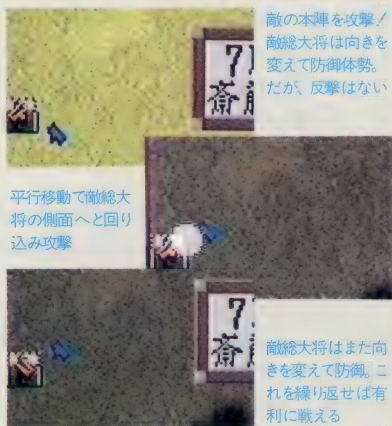 敵の本陣を攻撃！
敵総大将は向きを
変えて防御体勢。
だが、反撃はない
平行移動で敵総大
将の側面へと回り
込み攻撃
敵総大将はまた向
きを変えて防御。こ
れを繰り返せば有
利に戦える